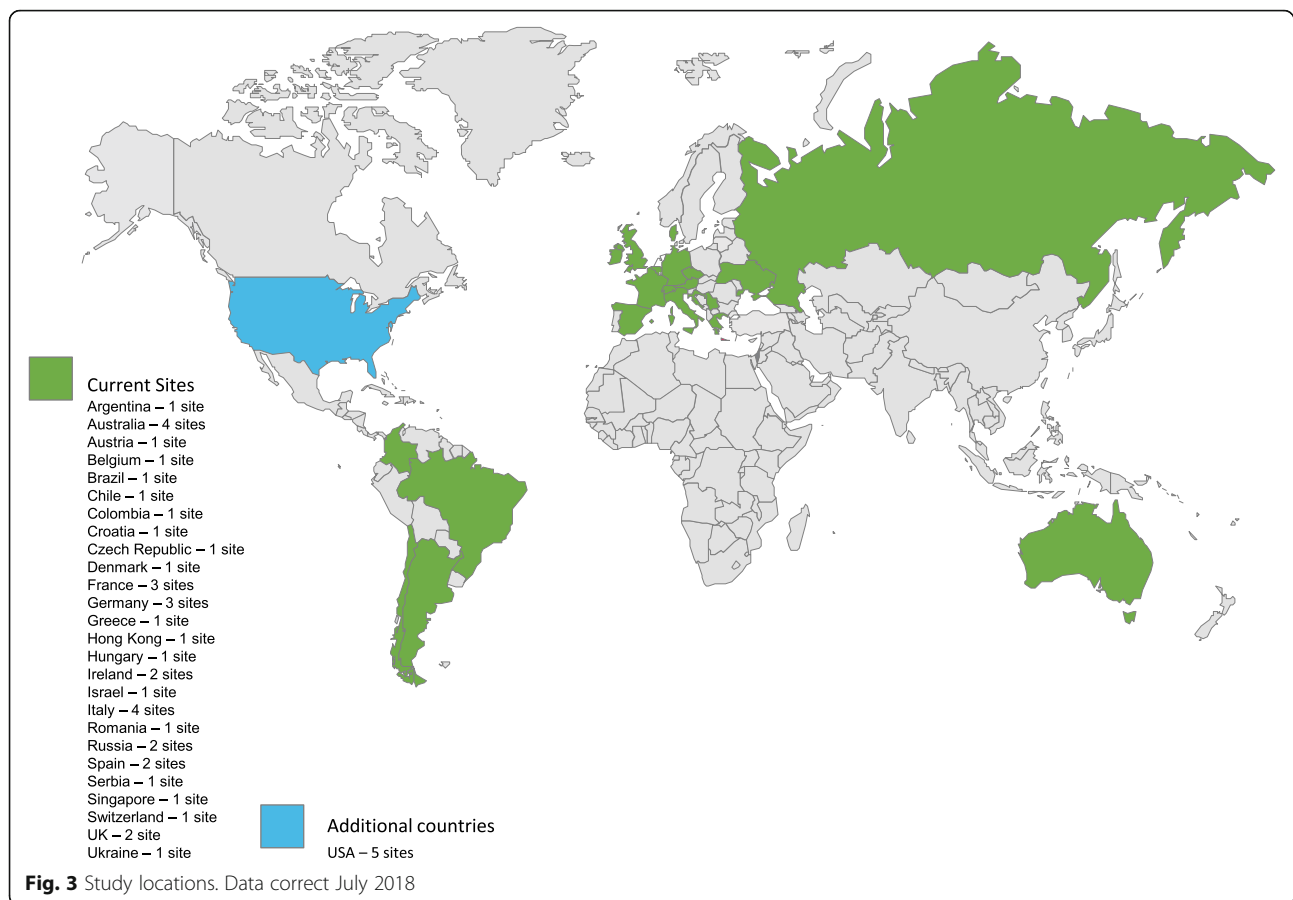 Current Sites
Argentina – 1 site
Australia – 4 sites
Austria – 1 site
Belgium – 1 site
Brazil – 1 site
Chile – 1 site
Colombia – 1 site
Croatia – 1 site
Czech Republic – 1 site
Denmark – 1 site
France – 3 sites
Germany – 3 sites
Greece – 1 site
Hong Kong – 1 site
Hungary – 1 site
Ireland – 2 sites
Israel – 1 site
Italy – 4 sites
Romania – 1 site
Russia – 2 sites
Spain – 2 sites
Serbia – 1 site
Singapore – 1 site
Switzerland – 1 site
UK – 2 site
Ukraine – 1 site
Additional countries
USA – 5 sites
Fig. 3 Study locations. Data correct July 2018